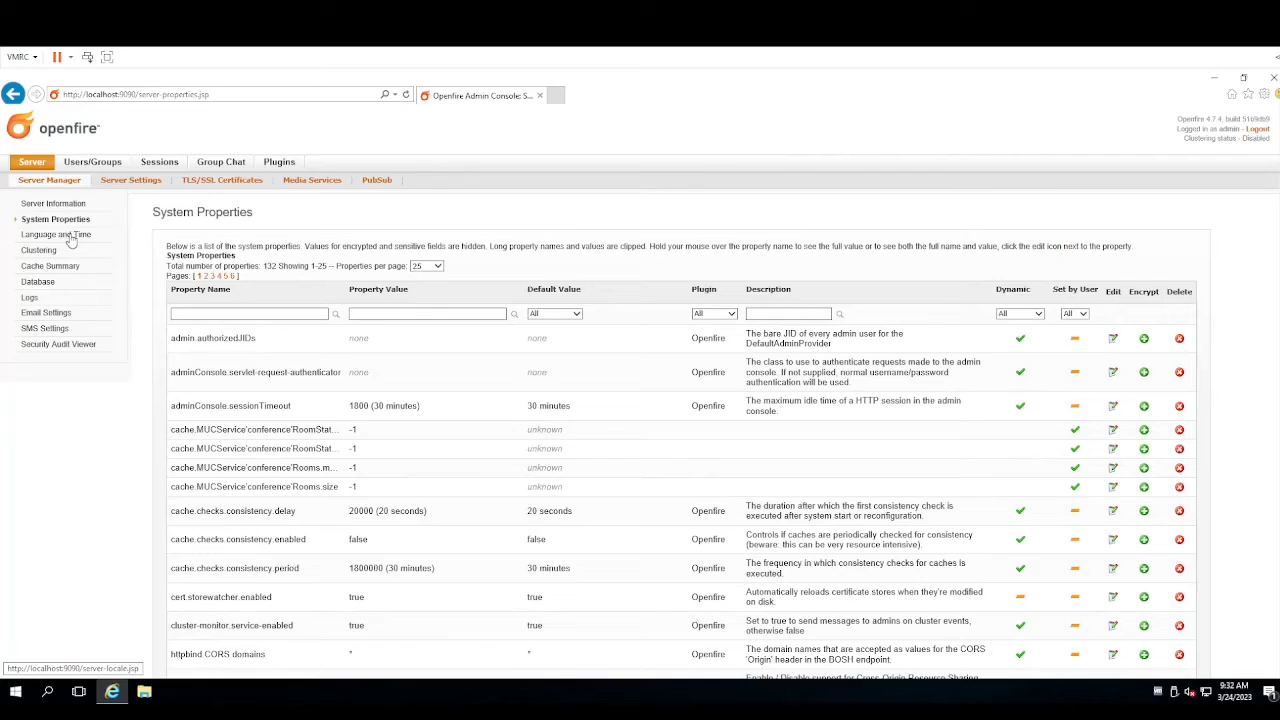 VMRC
http://localhost:9090/server-properties.jsp
Openfire Admin Console: S...
openfire
Openfire 4.7.4, build 51b9db9
Logged in as admin - Logout
Clustering status - Disabled
Server Users/Groups Sessions Group Chat Plugins
Server Manager Server Settings TLS/SSL Certificates Media Services PubSub
Server Information
System Properties
Language and Time
Clustering
Cache Summary
Database
Logs
Email Settings
SMS Settings
Security Audit Viewer
System Properties
Below is a list of the system properties. Values for encrypted and sensitive fields are hidden. Long property names and values are clipped. Hold your mouse over the property name to see the full value or to see both the full name and value, click the edit icon next to the property.
System Properties
Total number of properties: 132 Showing 1-25 -- Properties per page: 25
Pages: [ 1 2 3 4 5 6 ]
Property Name Property Value Default Value Plugin Description Dynamic Set by User Edit Encrypt Delete
All All All All
admin.authorizedJIDs none none Openfire The bare JID of every admin user for the
DefaultAdminProvider
adminConsole.servlet-request-authenticator none none Openfire The class to use to authenticate requests made to the admin
console. If not supplied, normal username/password
authentication will be used.
adminConsole.sessionTimeout 1800 (30 minutes) 30 minutes Openfire The maximum idle time of a HTTP session in the admin
console.
cache.MUCService'conference'RoomStat... -1 unknown
cache.MUCService'conference'RoomStat... -1 unknown
cache.MUCService'conference'Rooms.m... -1 unknown
cache.MUCService'conference'Rooms.size -1 unknown
cache.checks.consistency.delay 20000 (20 seconds) 20 seconds Openfire The duration after which the first consistency check is
executed after system start or reconfiguration.
cache.checks.consistency.enabled false false Openfire Controls if caches are periodically checked for consistency
(beware: this can be very resource intensive).
cache.checks.consistency.period 1800000 (30 minutes) 30 minutes Openfire The frequency in which consistency checks for caches is
executed.
cert.storewatcher.enabled true true Openfire Automatically reloads certificate stores when they're modified
on disk.
cluster-monitor.service-enabled true true Openfire Set to true to send messages to admins on cluster events,
otherwise false
httpbind.CORS.domains * * Openfire The domain names that are accepted as values for the CORS
'Origin' header in the BOSH endpoint.
Enable / Disable support for Cross Origin Resource Sharing
http://localhost:9090/server-locale.jsp
9:32 AM
3/24/2023
1